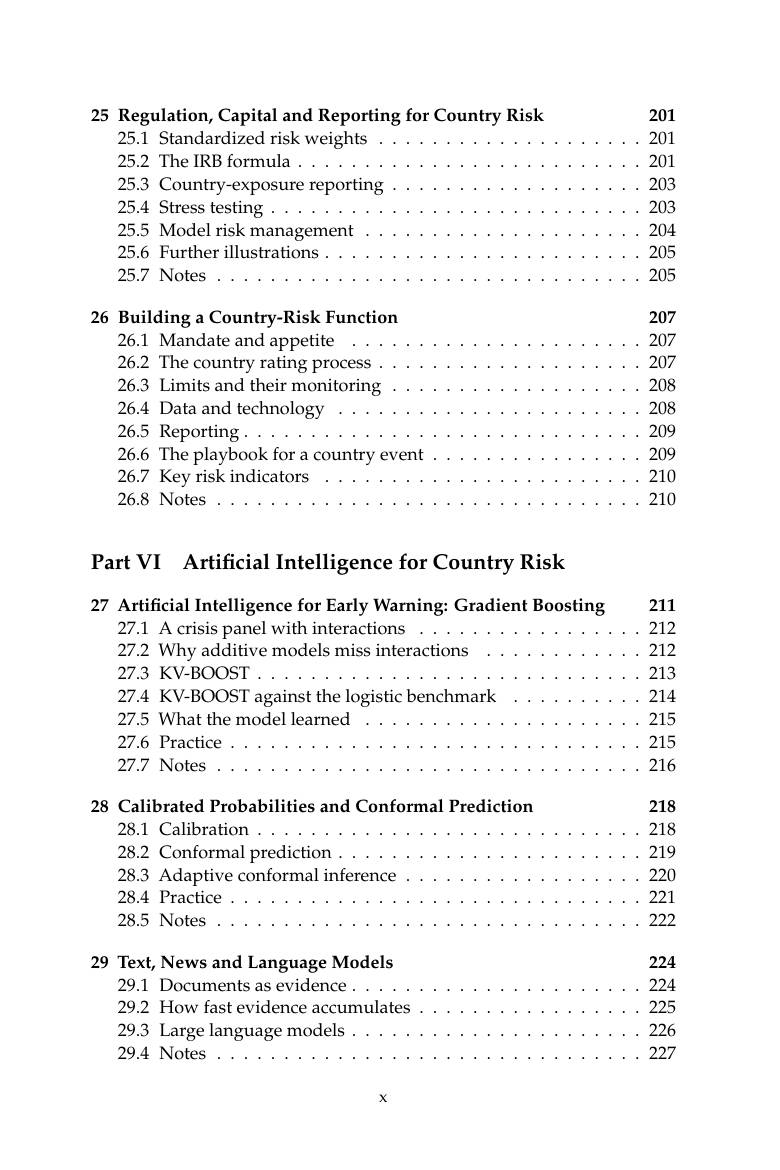 25 Regulation, Capital and Reporting for Country Risk 201
25.1 Standardized risk weights . . . . . . . . . . . . . . . . . . . . 201
25.2 The IRB formula . . . . . . . . . . . . . . . . . . . . . . . . . . 201
25.3 Country-exposure reporting . . . . . . . . . . . . . . . . . . . 203
25.4 Stress testing . . . . . . . . . . . . . . . . . . . . . . . . . . . . 203
25.5 Model risk management . . . . . . . . . . . . . . . . . . . . . 204
25.6 Further illustrations . . . . . . . . . . . . . . . . . . . . . . . . 205
25.7 Notes . . . . . . . . . . . . . . . . . . . . . . . . . . . . . . . . 205
26 Building a Country-Risk Function 207
26.1 Mandate and appetite . . . . . . . . . . . . . . . . . . . . . . 207
26.2 The country rating process . . . . . . . . . . . . . . . . . . . . 207
26.3 Limits and their monitoring . . . . . . . . . . . . . . . . . . . 208
26.4 Data and technology . . . . . . . . . . . . . . . . . . . . . . . 208
26.5 Reporting . . . . . . . . . . . . . . . . . . . . . . . . . . . . . . 209
26.6 The playbook for a country event . . . . . . . . . . . . . . . . 209
26.7 Key risk indicators . . . . . . . . . . . . . . . . . . . . . . . . 210
26.8 Notes . . . . . . . . . . . . . . . . . . . . . . . . . . . . . . . . 210
Part VI Artificial Intelligence for Country Risk
27 Artificial Intelligence for Early Warning: Gradient Boosting 211
27.1 A crisis panel with interactions . . . . . . . . . . . . . . . . . 212
27.2 Why additive models miss interactions . . . . . . . . . . . . 212
27.3 KV-BOOST . . . . . . . . . . . . . . . . . . . . . . . . . . . . . 213
27.4 KV-BOOST against the logistic benchmark . . . . . . . . . . 214
27.5 What the model learned . . . . . . . . . . . . . . . . . . . . . 215
27.6 Practice . . . . . . . . . . . . . . . . . . . . . . . . . . . . . . . 215
27.7 Notes . . . . . . . . . . . . . . . . . . . . . . . . . . . . . . . . 216
28 Calibrated Probabilities and Conformal Prediction 218
28.1 Calibration . . . . . . . . . . . . . . . . . . . . . . . . . . . . . 218
28.2 Conformal prediction . . . . . . . . . . . . . . . . . . . . . . . 219
28.3 Adaptive conformal inference . . . . . . . . . . . . . . . . . . 220
28.4 Practice . . . . . . . . . . . . . . . . . . . . . . . . . . . . . . . 221
28.5 Notes . . . . . . . . . . . . . . . . . . . . . . . . . . . . . . . . 222
29 Text, News and Language Models 224
29.1 Documents as evidence . . . . . . . . . . . . . . . . . . . . . . 224
29.2 How fast evidence accumulates . . . . . . . . . . . . . . . . . 225
29.3 Large language models . . . . . . . . . . . . . . . . . . . . . . 226
29.4 Notes . . . . . . . . . . . . . . . . . . . . . . . . . . . . . . . . 227
x